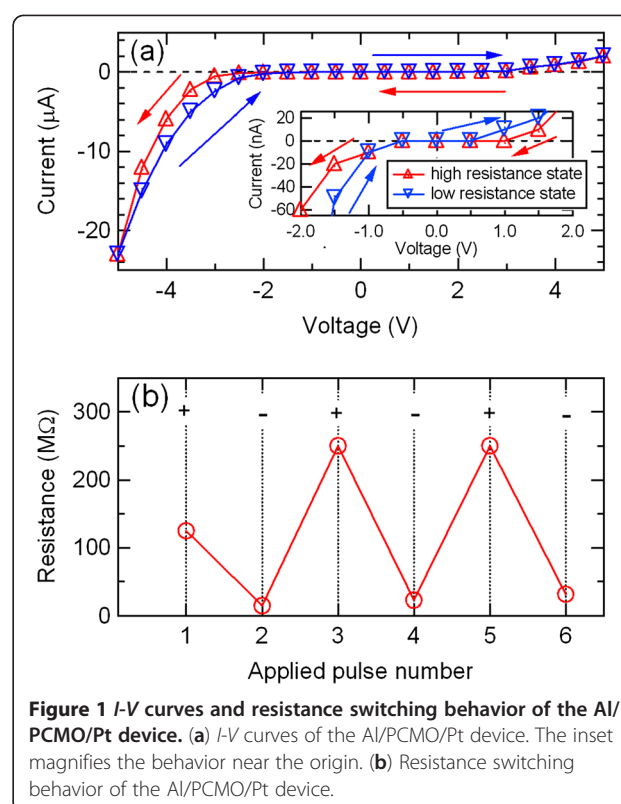 (a)
0
-10
-20
Current (μA)
20
0
-20
-40
-60
Current (nA)
-2.0 -1.0 0.0 1.0 2.0
Voltage (V)
high resistance state
low resistance state
-4 -2 0 2 4
Voltage (V)
(b)
+ - + - + -
300
200
100
0
Resistance (MΩ)
1 2 3 4 5 6
Applied pulse number
Figure 1 I-V curves and resistance switching behavior of the Al/
PCMO/Pt device. (a) I-V curves of the Al/PCMO/Pt device. The inset
magnifies the behavior near the origin. (b) Resistance switching
behavior of the Al/PCMO/Pt device.